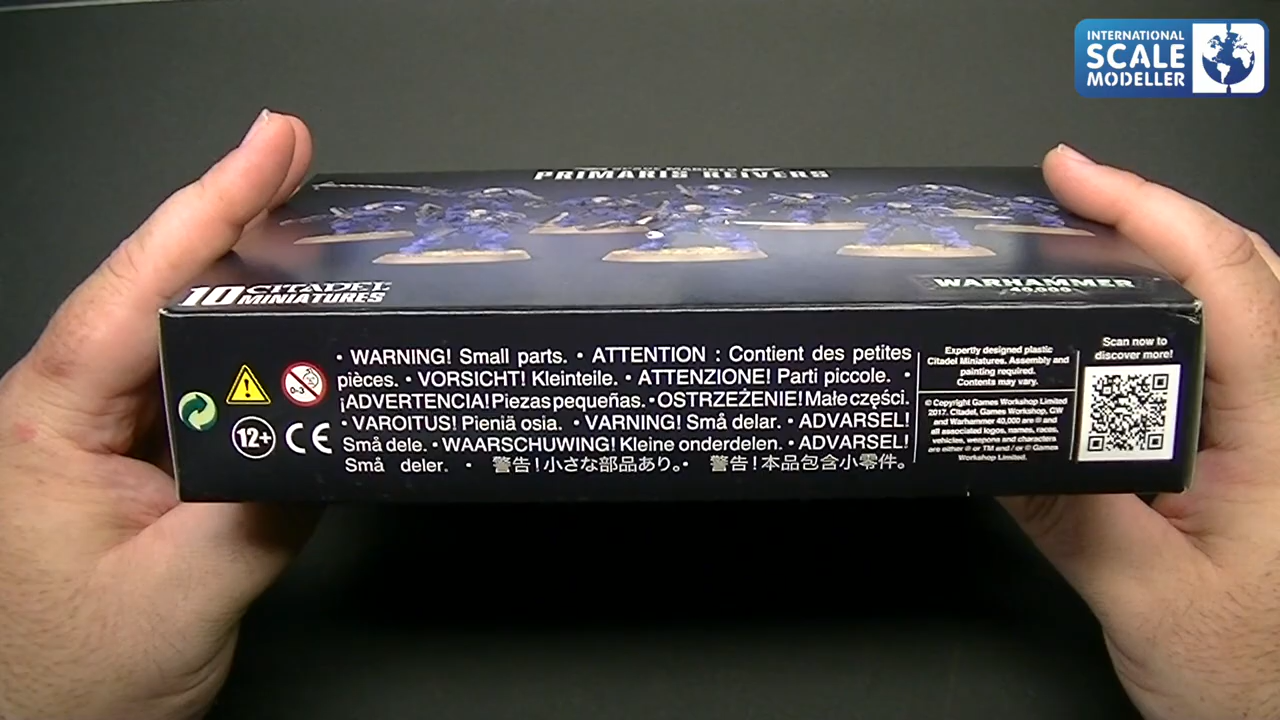 INTERNATIONAL
SCALE
MODELLER
PRIMARIS REIVERS
10 CITADEL
MINIATURES
WARHAMMER
40,000
• WARNING! Small parts. • ATTENTION : Contient des petites
pièces. • VORSICHT! Kleinteile. • ATTENZIONE! Parti piccole. •
¡ADVERTENCIA! Piezas pequeñas. • OSTRZEŻENIE! Małe części.
• VAROITUS! Pieniä osia. • VARNING! Små delar. • ADVARSEL!
Små dele. • WAARSCHUWING! Kleine onderdelen. • ADVARSEL!
Små deler. • 警告！小さな部品あり。• 警告！本品包含小零件。
12+
CE
Expertly designed plastic
Citadel Miniatures. Assembly and
painting required.
Contents may vary.
© Copyright Games Workshop Limited
2017. Citadel, Games Workshop, GW
and Warhammer 40,000 are ® and
all associated logos, names, races,
vehicles, weapons and characters
are either ® or TM and / or © Games
Workshop Limited.
Scan now to
discover more!